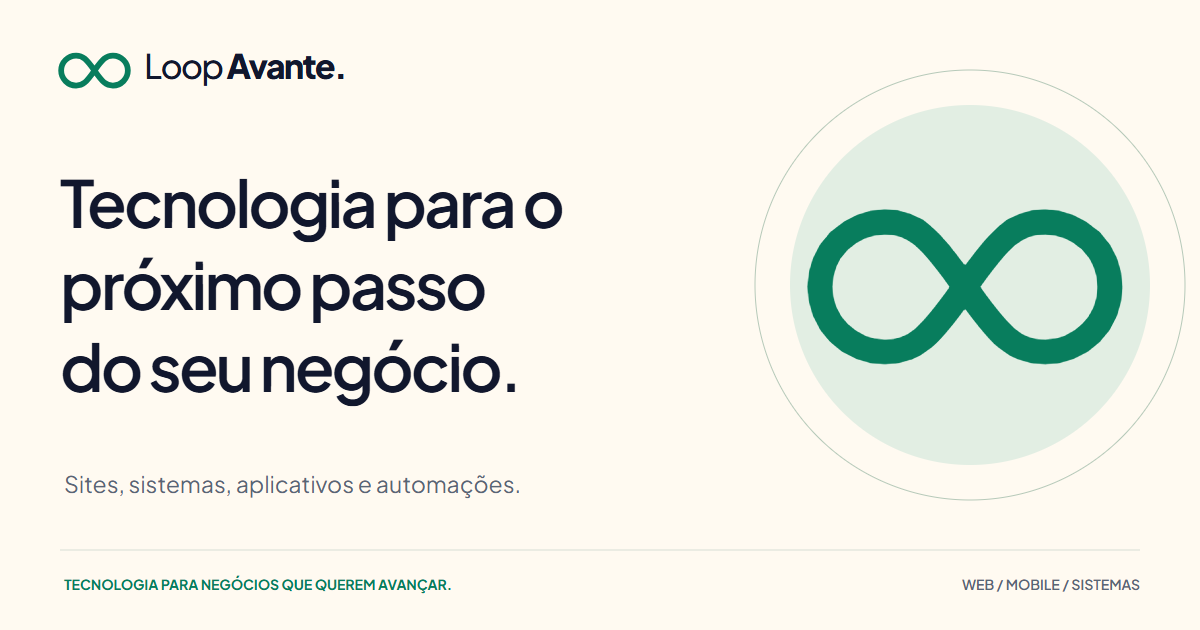 Loop Avante.
Tecnologia para o
próximo passo
do seu negócio.
Sites, sistemas, aplicativos e automações.
TECNOLOGIA PARA NEGÓCIOS QUE QUEREM AVANÇAR.
WEB / MOBILE / SISTEMAS